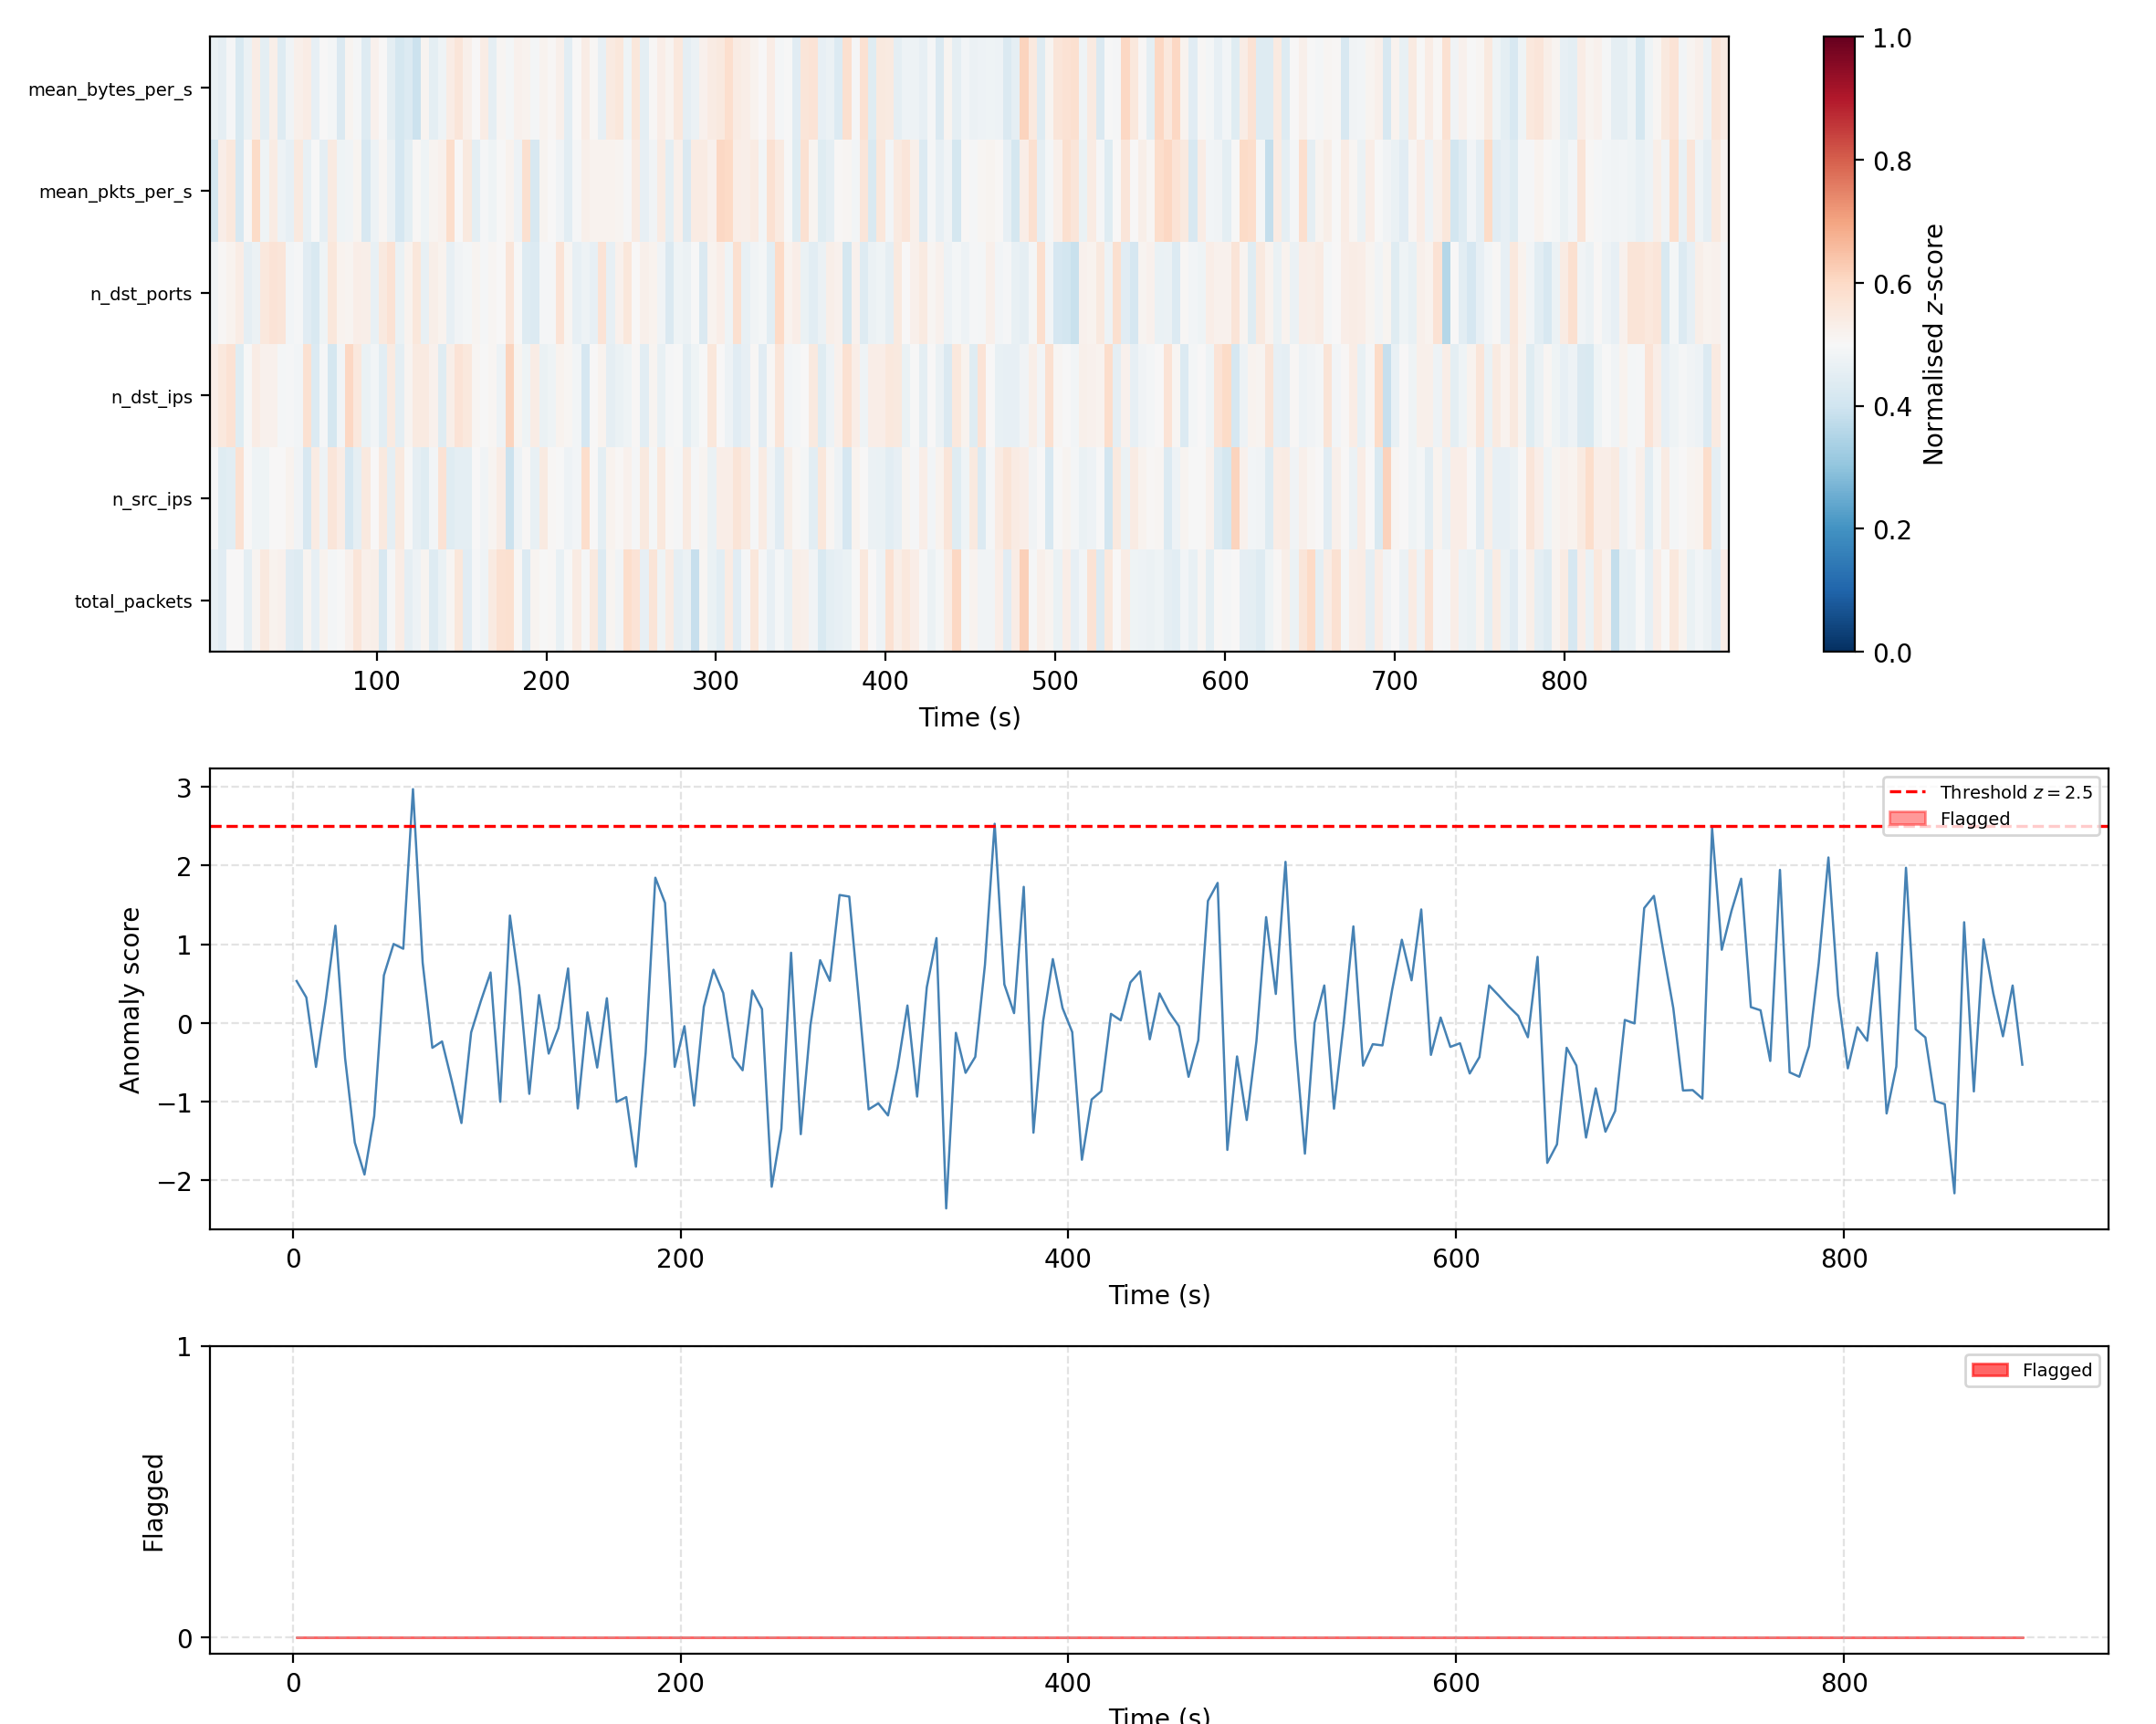 mean_bytes_per_s
mean_pkts_per_s
n_dst_ports
n_dst_ips
n_src_ips
total_packets
100 200 300 400 500 600 700 800
Time (s)
1.0
0.8
0.6
0.4
0.2
0.0
Normalised z-score
3
2
1
0
−1
−2
Anomaly score
Threshold z = 2.5
Flagged
0 200 400 600 800
Time (s)
1
0
Flagged
Flagged
0 200 400 600 800
Time (s)